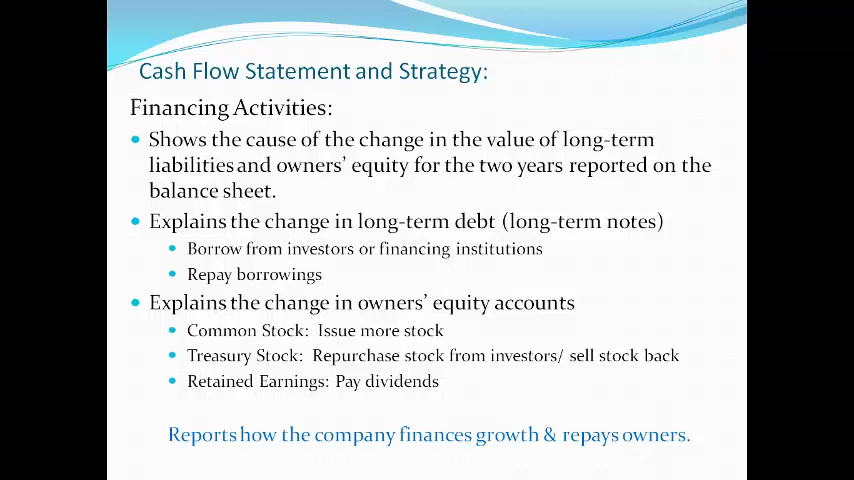 Cash Flow Statement and Strategy:
Financing Activities:
Shows the cause of the change in the value of long-term
liabilities and owners' equity for the two years reported on the
balance sheet.
Explains the change in long-term debt (long-term notes)
Borrow from investors or financing institutions
Repay borrowings
Explains the change in owners' equity accounts
Common Stock: Issue more stock
Treasury Stock: Repurchase stock from investors/ sell stock back
Retained Earnings: Pay dividends
Reports how the company finances growth & repays owners.